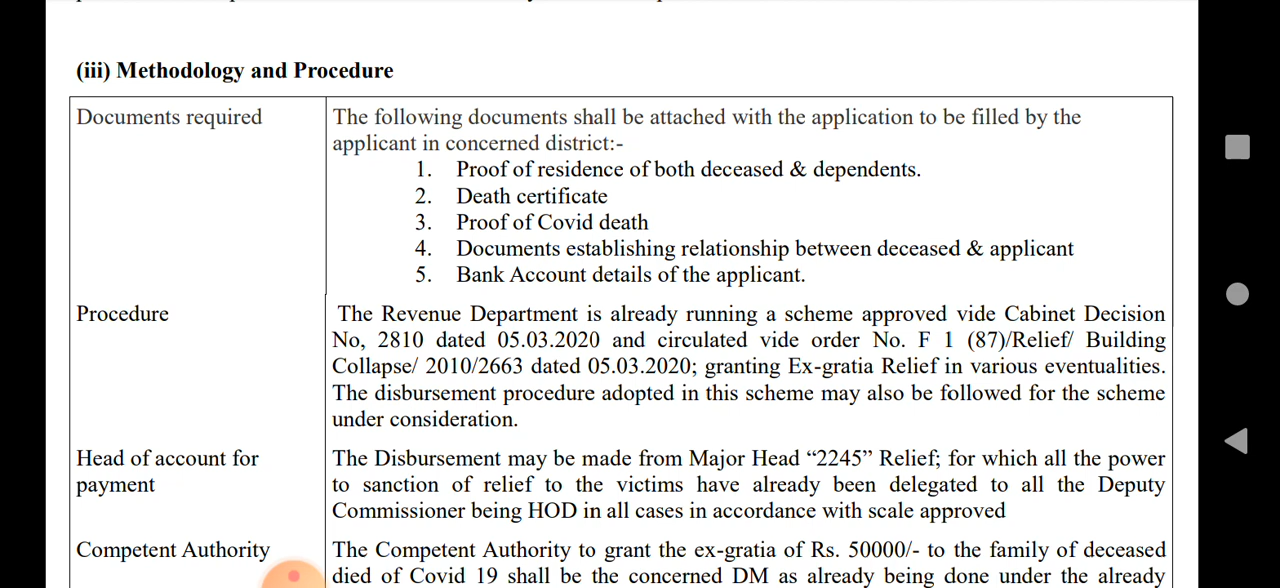 (iii) Methodology and Procedure
Documents required
The following documents shall be attached with the application to be filled by the
applicant in concerned district:-
1. Proof of residence of both deceased & dependents.
2. Death certificate
3. Proof of Covid death
4. Documents establishing relationship between deceased & applicant
5. Bank Account details of the applicant.
Procedure
The Revenue Department is already running a scheme approved vide Cabinet Decision
No, 2810 dated 05.03.2020 and circulated vide order No. F 1 (87)/Relief/ Building
Collapse/ 2010/2663 dated 05.03.2020; granting Ex-gratia Relief in various eventualities.
The disbursement procedure adopted in this scheme may also be followed for the scheme
under consideration.
Head of account for
payment
The Disbursement may be made from Major Head “2245” Relief; for which all the power
to sanction of relief to the victims have already been delegated to all the Deputy
Commissioner being HOD in all cases in accordance with scale approved
Competent Authority
The Competent Authority to grant the ex-gratia of Rs. 50000/- to the family of deceased
died of Covid 19 shall be the concerned DM as already being done under the already